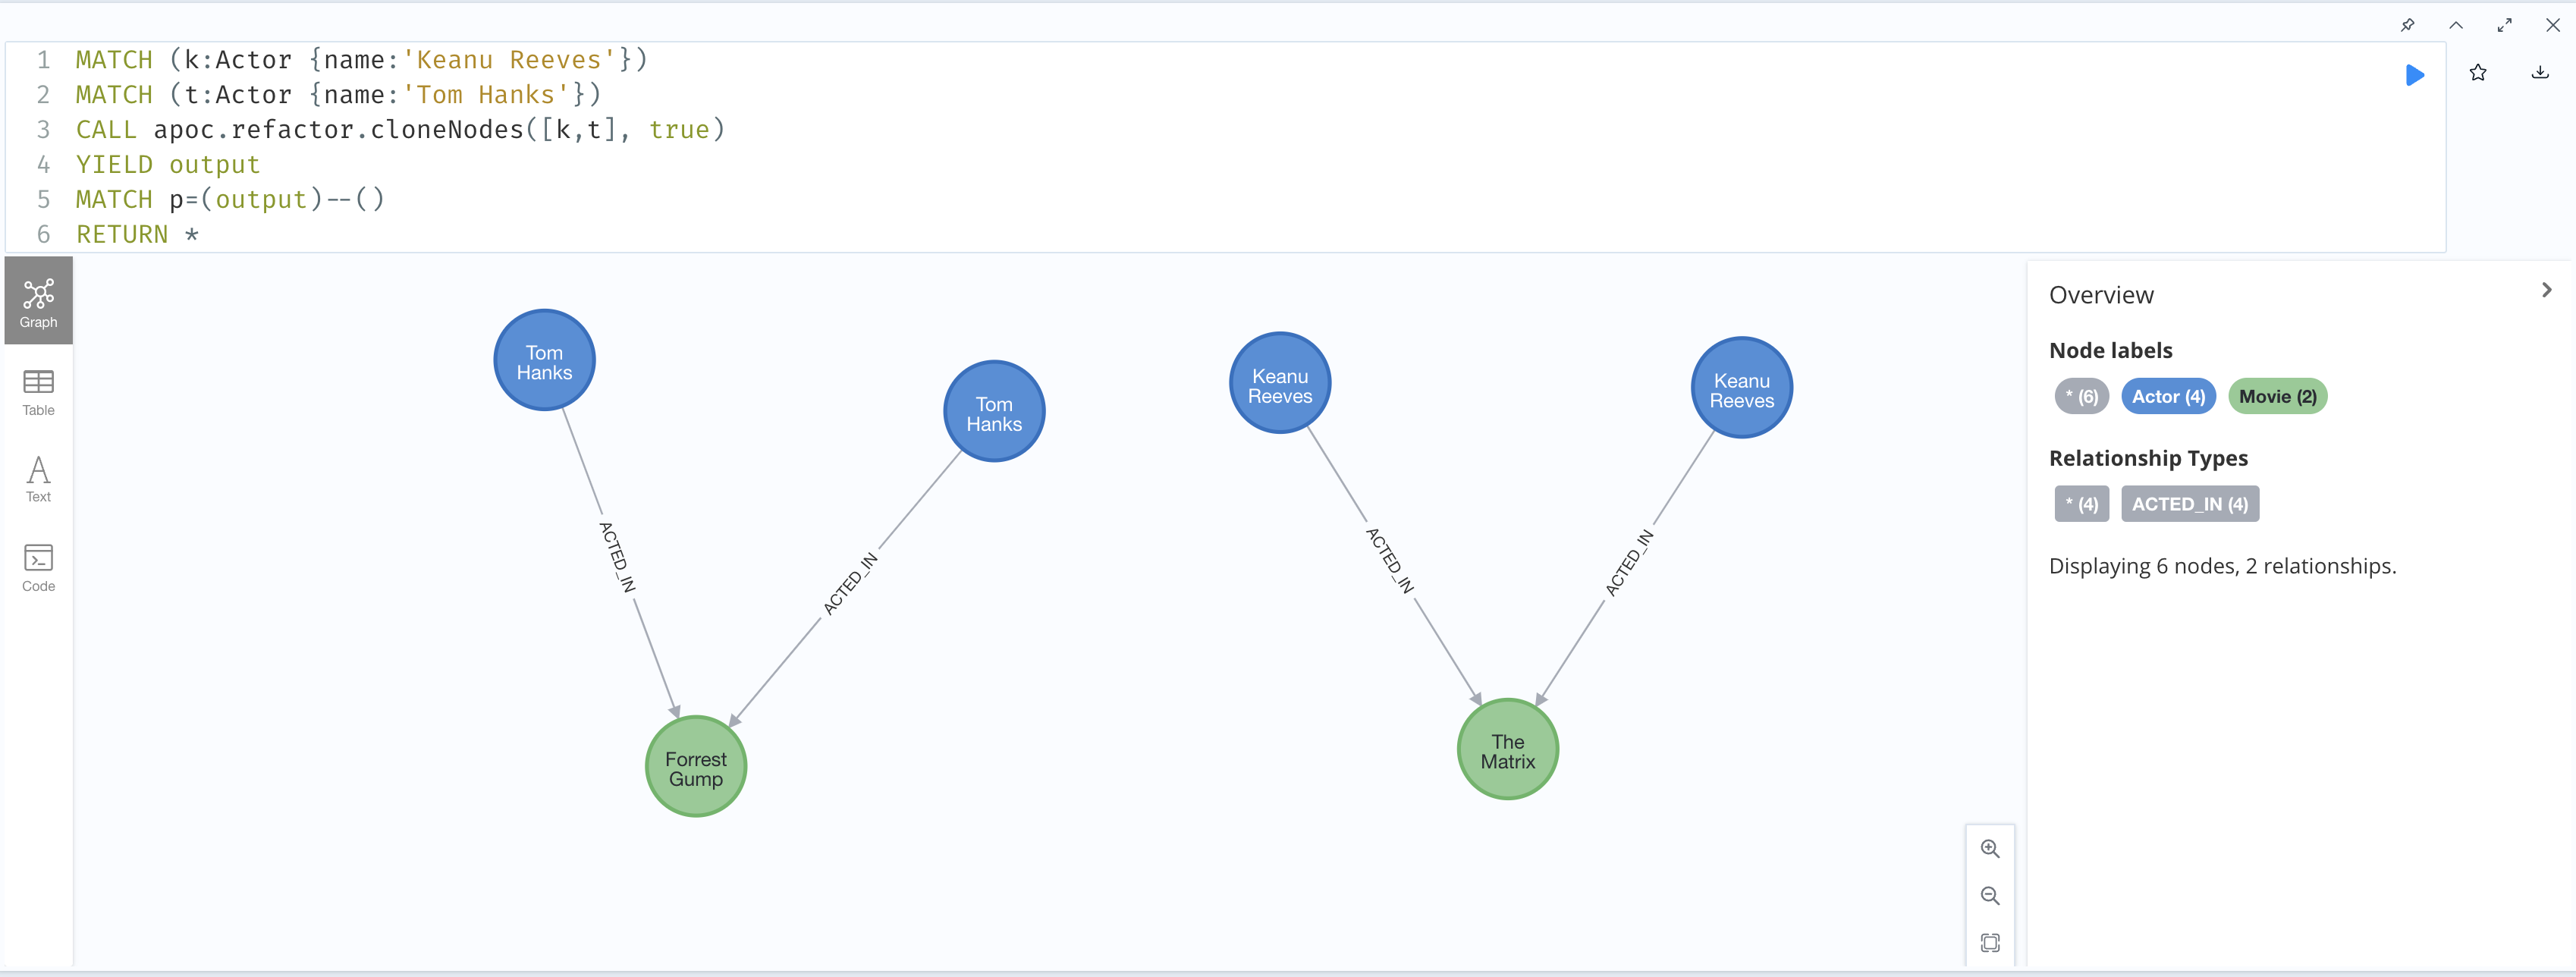 1 MATCH (k:Actor {name:'Keanu Reeves'})
2 MATCH (t:Actor {name:'Tom Hanks'})
3 CALL apoc.refactor.cloneNodes([k,t], true)
4 YIELD output
5 MATCH p=(output)--()
6 RETURN *
Graph
Table
Text
Code
Tom
Hanks
Tom
Hanks
Keanu
Reeves
Keanu
Reeves
ACTED_IN
ACTED_IN
ACTED_IN
ACTED_IN
Forrest
Gump
The
Matrix
Overview
Node labels
* (6) Actor (4) Movie (2)
Relationship Types
* (4) ACTED_IN (4)
Displaying 6 nodes, 2 relationships.